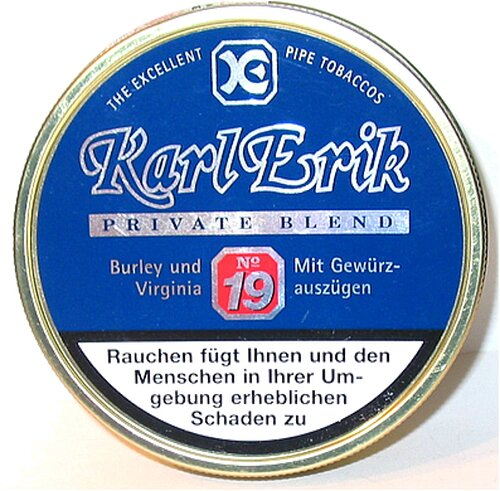 THE EXCELLENT PIPE TOBACCOS
Karl Erik
PRIVATE BLEND
Burley und
Virginia
No
19
Mit Gewürz-
auszügen
Rauchen fügt Ihnen und den
Menschen in Ihrer Um-
gebung erheblichen
Schaden zu